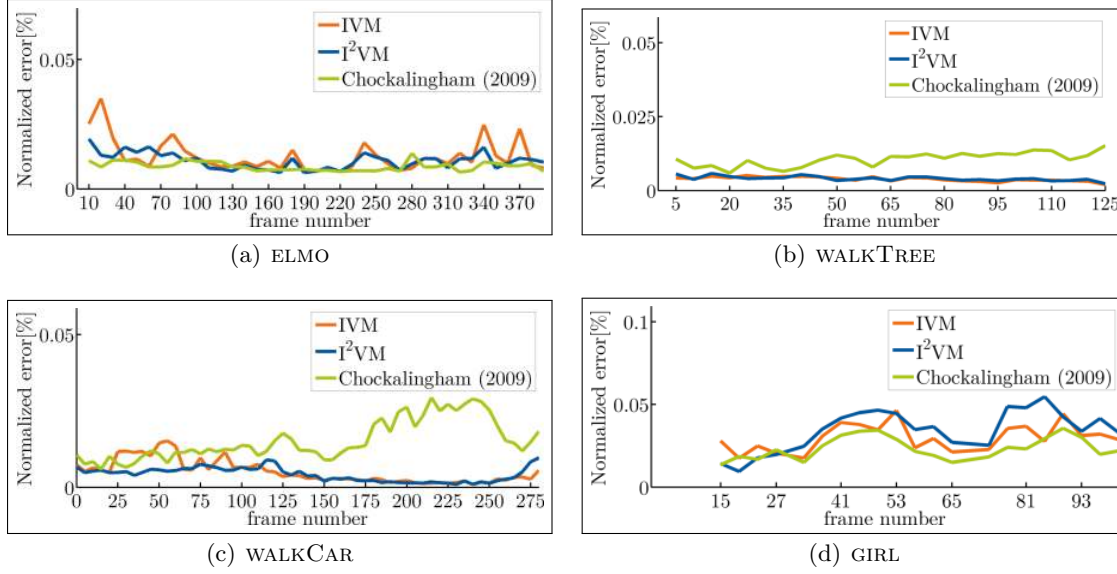 Normalized error[%]
0.05
0
IVM
I²VM
Chockalingham (2009)
10 40 70 100 130 160 190 220 250 280 310 340 370
frame number
(a) ELMO
Normalized error[%]
0.05
0.025
0
IVM
I²VM
Chockalingham (2009)
5 20 35 50 65 80 95 110 125
frame number
(b) WALKTREE
Normalized error[%]
0.05
0
IVM
I²VM
Chockalingham (2009)
0 25 50 75 100 125 150 175 200 225 250 275
frame number
(c) WALKCAR
Normalized error[%]
0.1
0.05
0
IVM
I²VM
Chockalingham (2009)
15 27 41 53 65 81 93
frame number
(d) GIRL